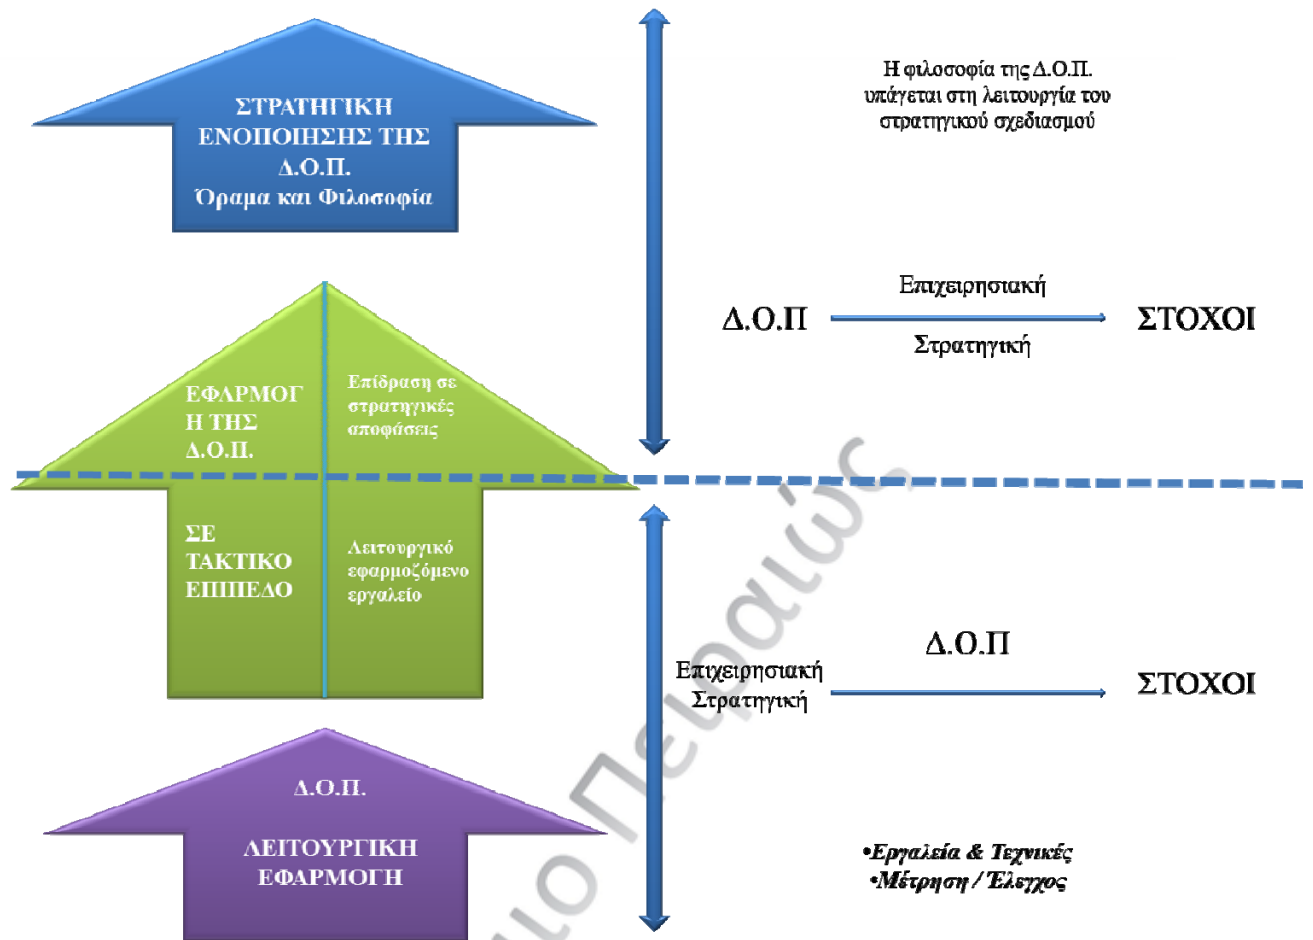 ΣΤΡΑΤΗΓΙΚΗ
ΕΝΟΠΟΙΗΣΗΣ ΤΗΣ
Δ.Ο.Π.
Όραμα και Φιλοσοφία
Η φιλοσοφία της Δ.Ο.Π.
υπάγεται στη λειτουργία του
στρατηγικού σχεδιασμού
Δ.Ο.Π
Επιχειρησιακή
Στρατηγική
ΣΤΟΧΟΙ
ΕΦΑΡΜΟΓ
Η ΤΗΣ
Δ.Ο.Π.
Επίδραση σε
στρατηγικές
αποφάσεις
ΣΕ
ΤΑΚΤΙΚΟ
ΕΠΙΠΕΔΟ
Λειτουργικό
εφαρμοζόμενο
εργαλείο
Επιχειρησιακή
Στρατηγική
Δ.Ο.Π
ΣΤΟΧΟΙ
Δ.Ο.Π.
ΛΕΙΤΟΥΡΓΙΚΗ
ΕΦΑΡΜΟΓΗ
•Εργαλεία & Τεχνικές
•Μέτρηση / Έλεγχος
Πειραιώς